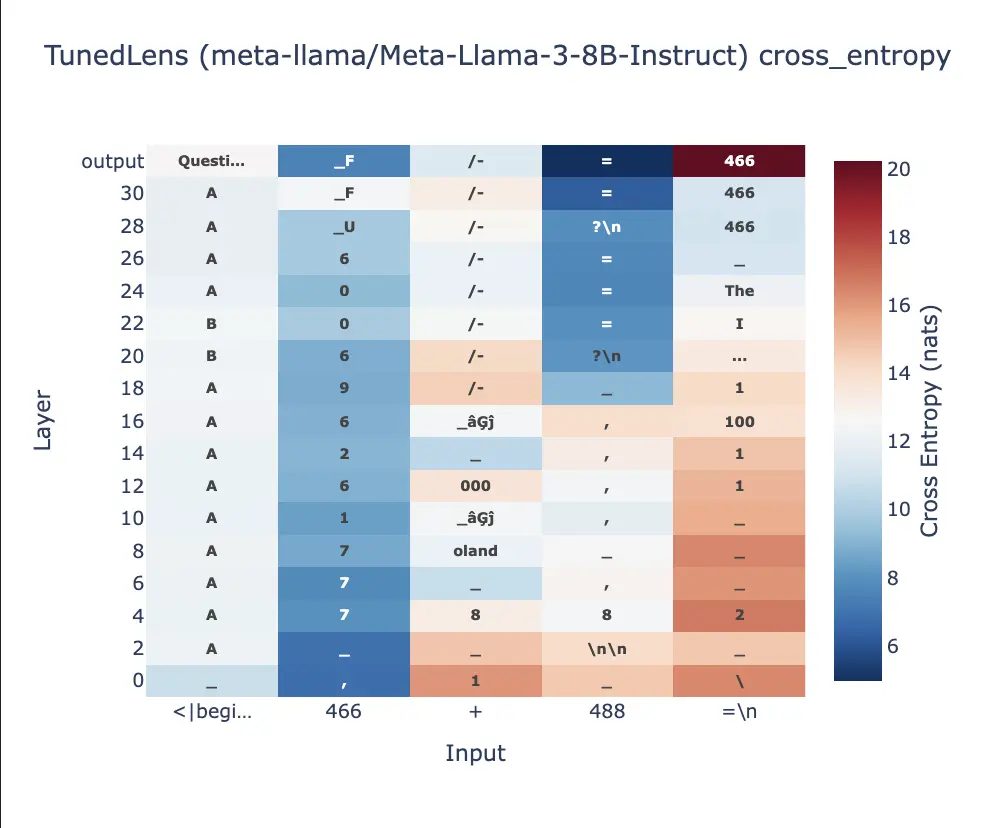 TunedLens (meta-llama/Meta-Llama-3-8B-Instruct) cross_entropy
output Questi... _F /- = 466
30 A _F /- = 466
28 A _U /- ?\n 466
26 A 6 /- = _
24 A 0 /- = The
22 B 0 /- = I
20 B 6 /- ?\n ...
18 A 9 /- _ 1
16 A 6 _âĢĵ , 100
14 A 2 _ , 1
12 A 6 000 , 1
10 A 1 _âĢĵ , _
8 A 7 oland _ _
6 A 7 _ , _
4 A 7 8 8 2
2 A _ _ \n\n _
0 _ , 1 _ \
<|begi... 466 + 488 =\n
Input
Layer
20
18
16
14
12
10
8
6
Cross Entropy (nats)